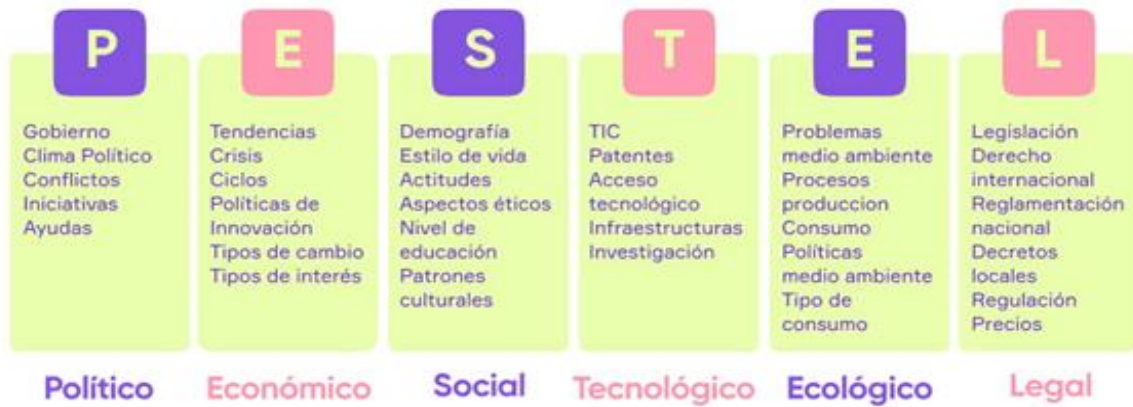 P
Gobierno
Clima Político
Conflictos
Iniciativas
Ayudas
Político
E
Tendencias
Crisis
Ciclos
Políticas de
Innovación
Tipos de cambio
Tipos de interés
Económico
S
Demografía
Estilo de vida
Actitudes
Aspectos éticos
Nivel de
educación
Patrones
culturales
Social
T
TIC
Patentes
Acceso
tecnológico
Infraestructuras
Investigación
Tecnológico
E
Problemas
medio ambiente
Procesos
produccion
Consumo
Políticas
medio ambiente
Tipo de
consumo
Ecológico
L
Legislación
Derecho
internacional
Reglamentación
nacional
Decretos
locales
Regulación
Precios
Legal